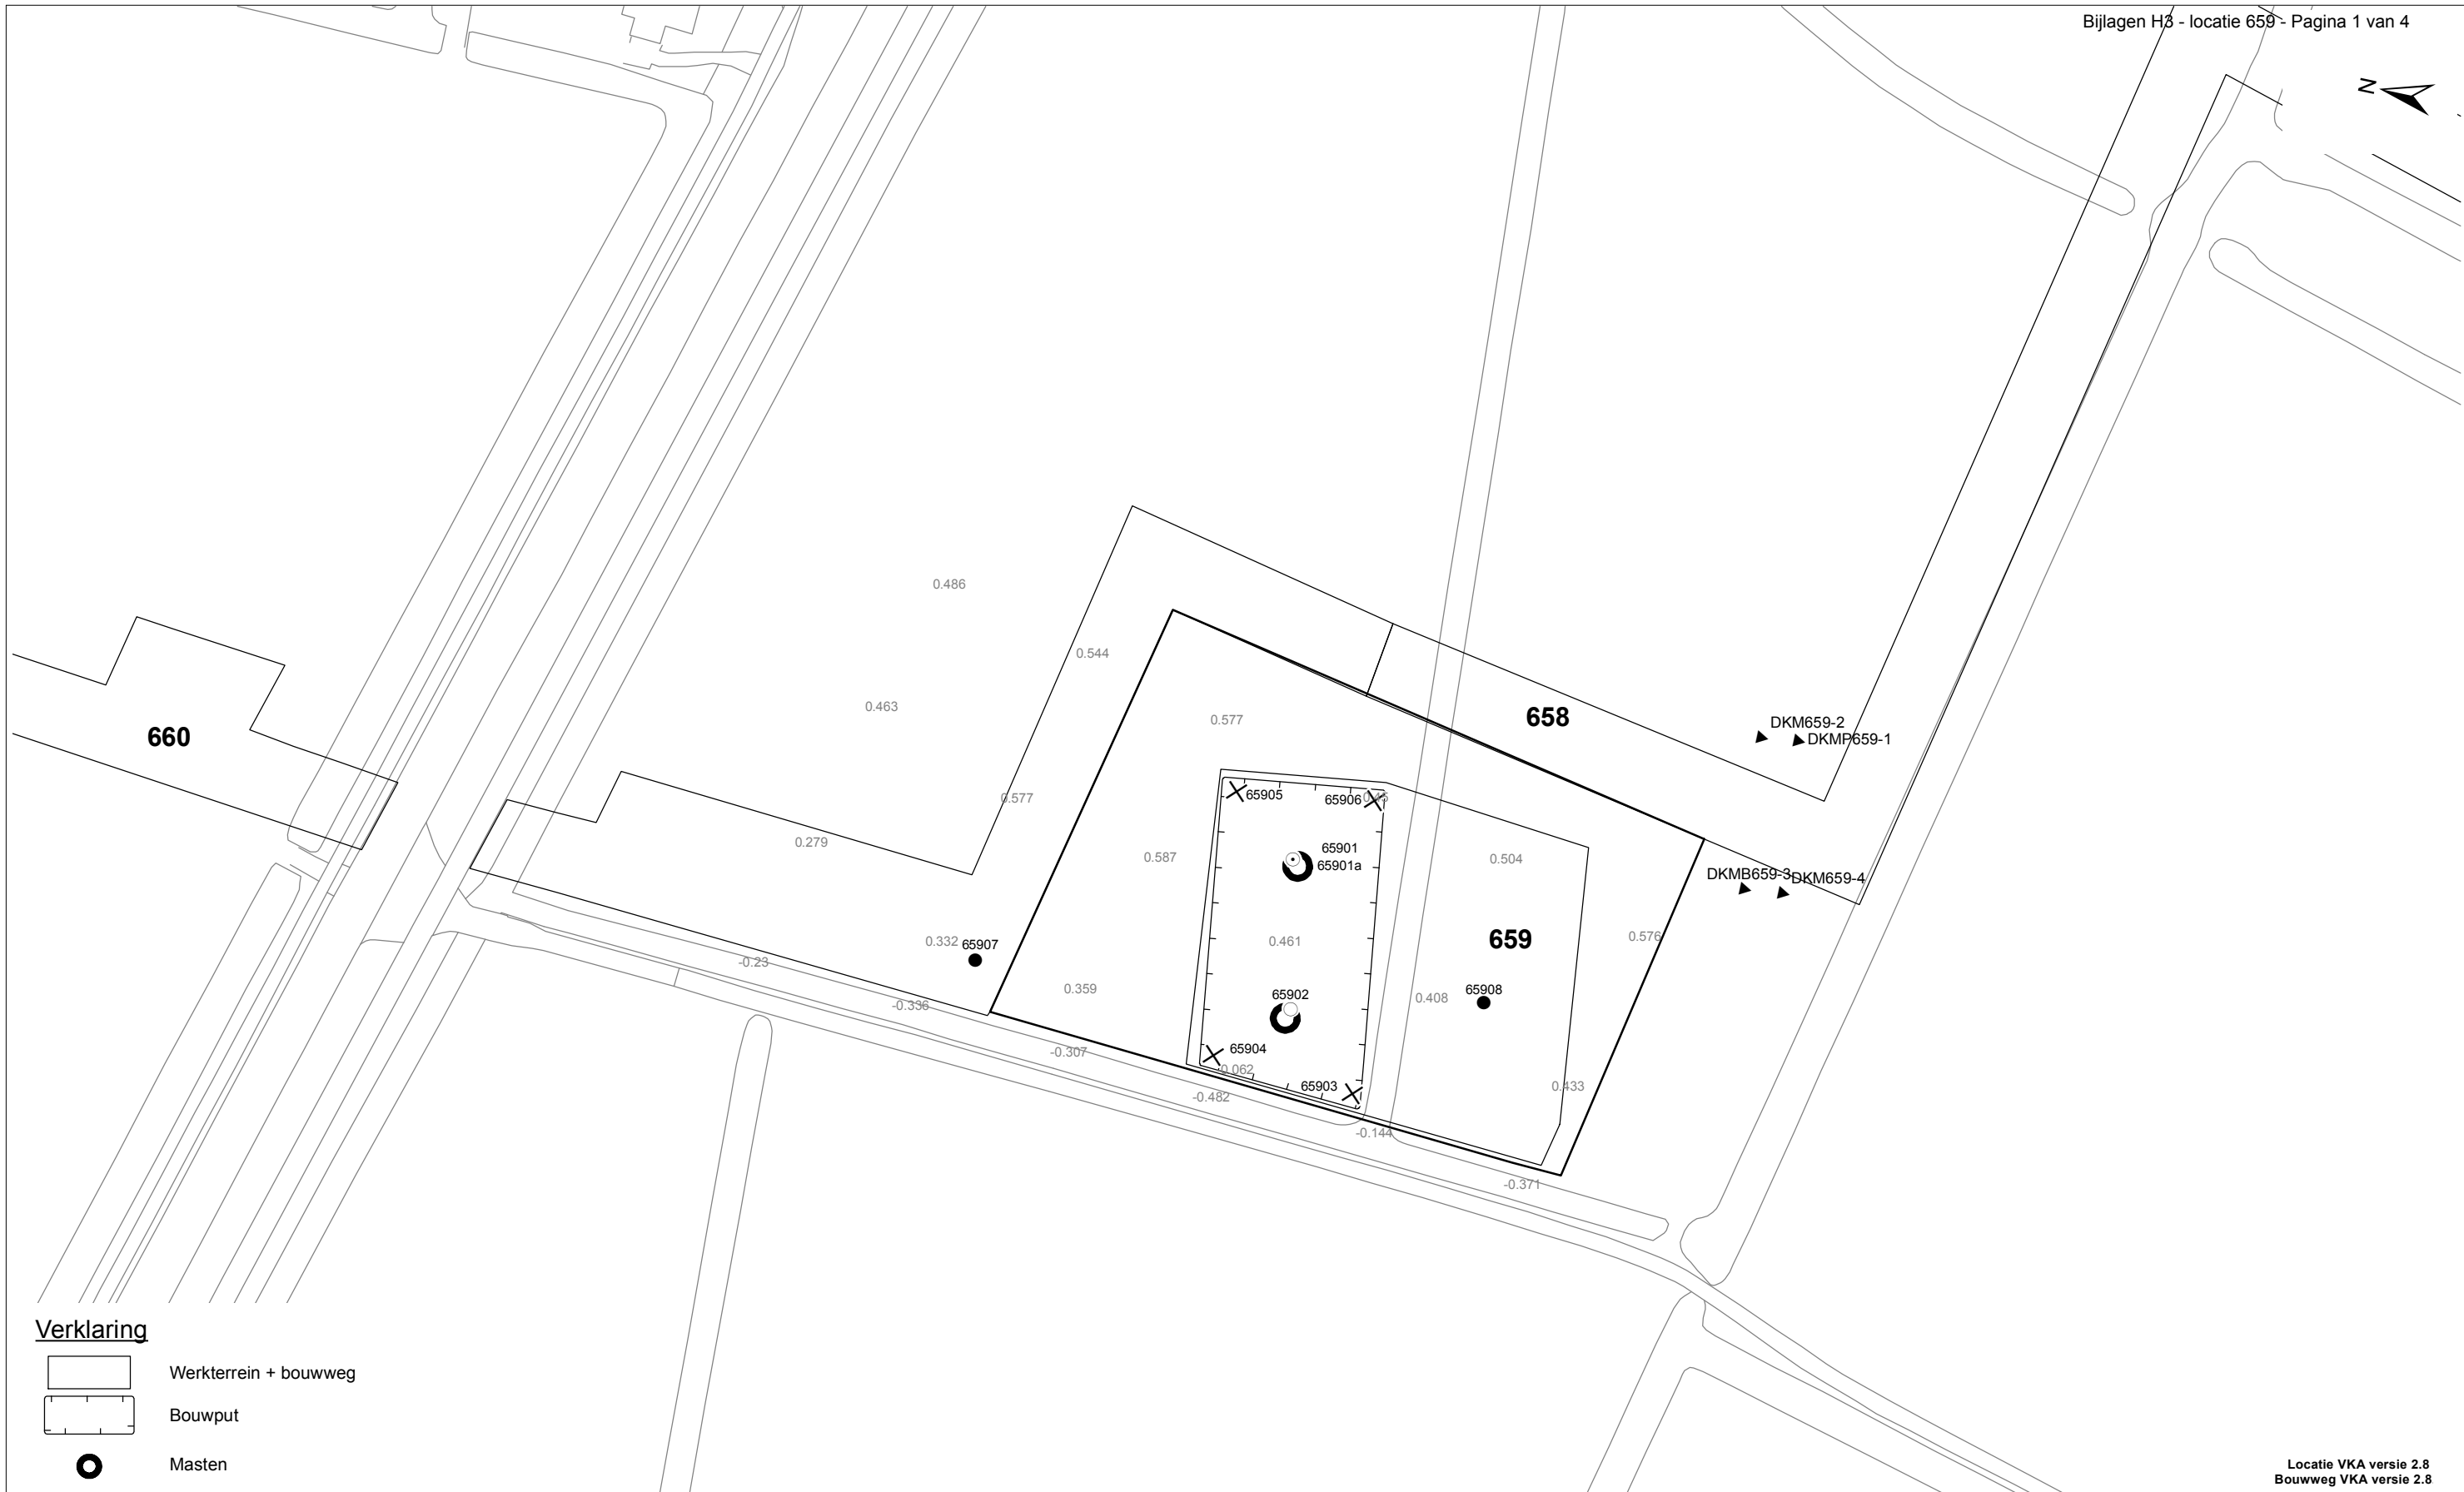 Bijlagen H3 - locatie 659 - Pagina 1 van 4
N
0.486
0.544
0.463
0.577
658
DKM659-2
DKMP659-1
660
65905
65906
0.45
0.577
0.279
65901
65901a
0.587
0.504
DKMB659-3
DKM659-4
0.332
65907
0.461
659
0.576
-0.23
0.359
65902
0.408
65908
-0.336
-0.307
65904
0.062
65903
0.433
-0.482
-0.144
-0.371
Verklaring
Werkterrein + bouwweg
Bouwput
Masten
Locatie VKA versie 2.8
Bouwweg VKA versie 2.8